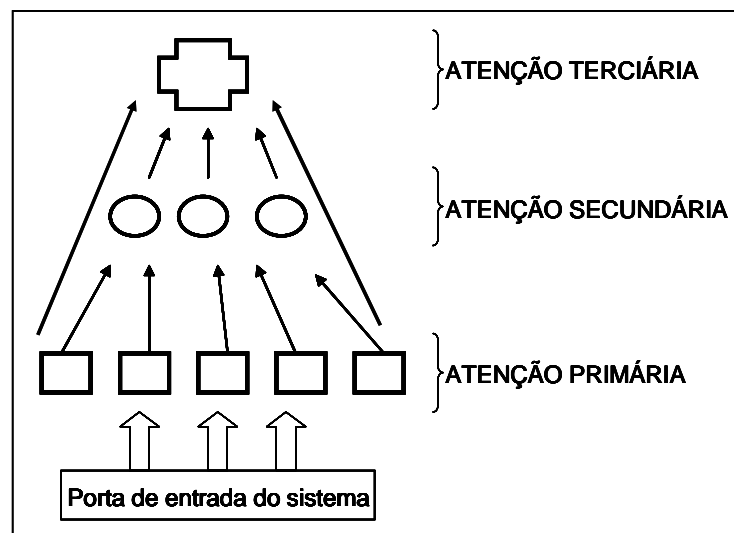 ATENÇÃO TERCIÁRIA
ATENÇÃO SECUNDÁRIA
ATENÇÃO PRIMÁRIA
Porta de entrada do sistema